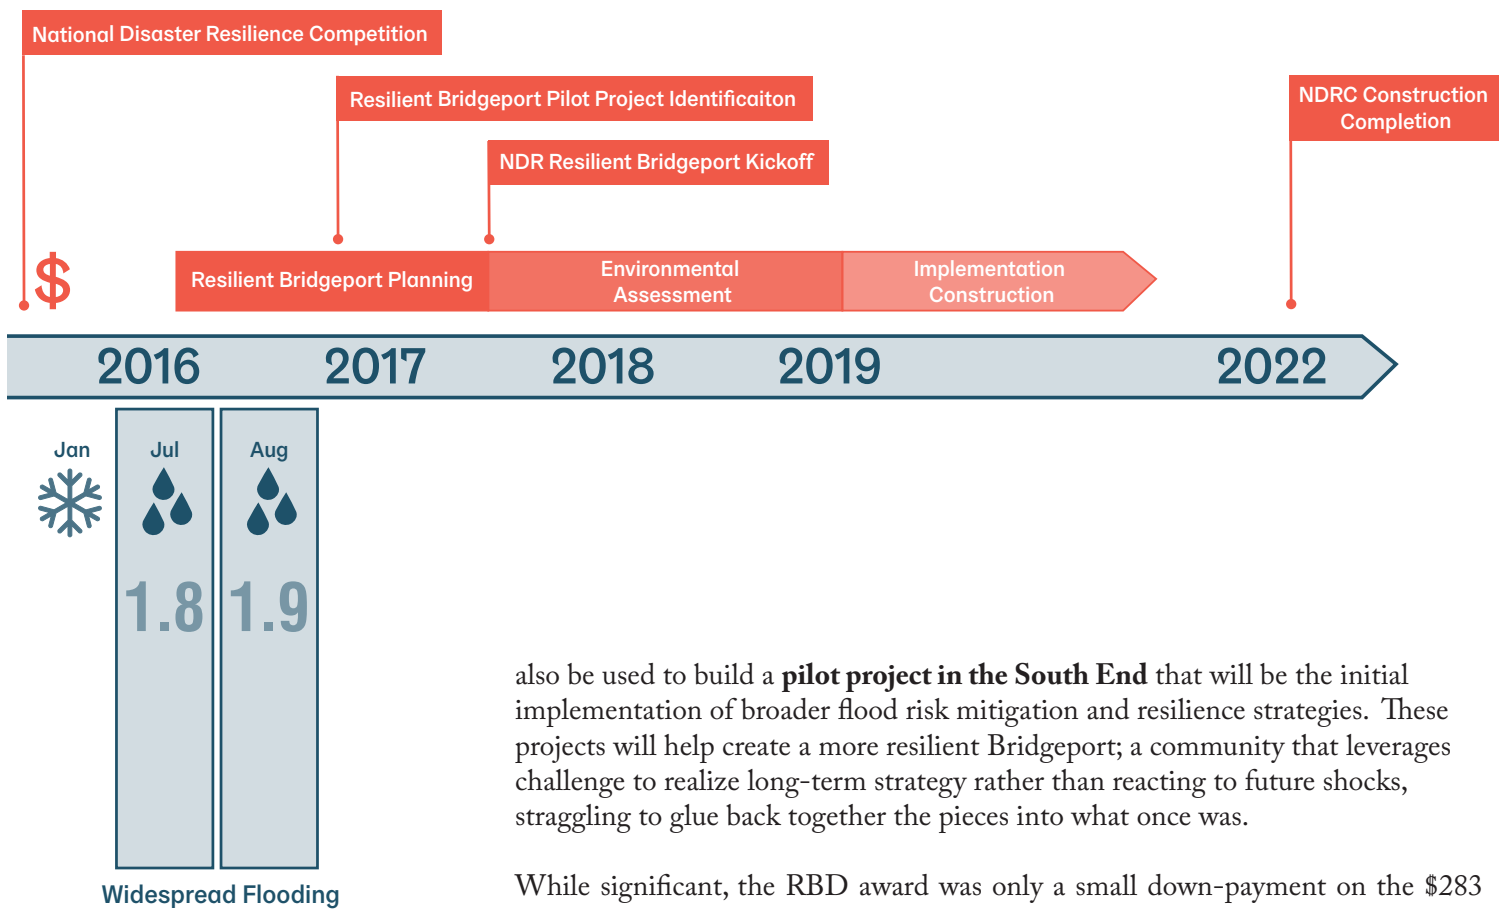 National Disaster Resilience Competition
Resilient Bridgeport Pilot Project Identificaiton
NDRC Construction
Completion
NDR Resilient Bridgeport Kickoff
$
Resilient Bridgeport Planning
Environmental
Assessment
Implementation
Construction
2016 2017 2018 2019 2022
Jan Jul Aug
1.8 1.9
Widespread Flooding
also be used to build a pilot project in the South End that will be the initial
implementation of broader flood risk mitigation and resilience strategies. These
projects will help create a more resilient Bridgeport; a community that leverages
challenge to realize long-term strategy rather than reacting to future shocks,
straggling to glue back together the pieces into what once was.
While significant, the RBD award was only a small down-payment on the $283